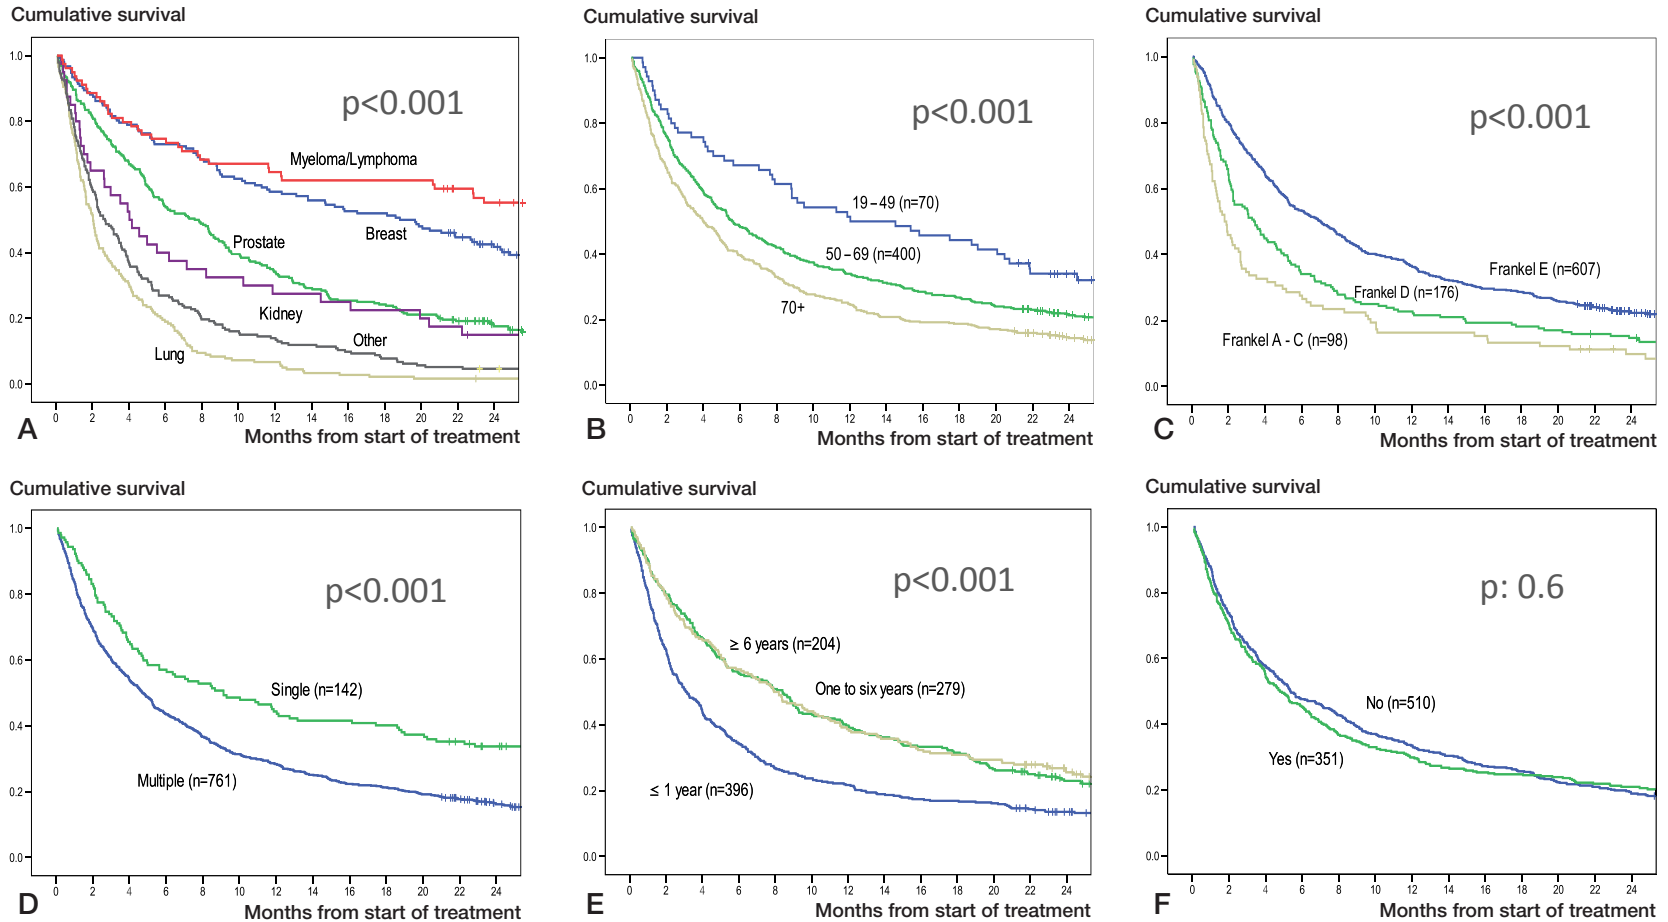 Cumulative survival
1.0
0.8
0.6
0.4
0.2
0.0
p<0.001
Myeloma/Lymphoma
Breast
Prostate
Kidney
Other
Lung
0 2 4 6 8 10 12 14 16 18 20 22 24
A
Months from start of treatment
Cumulative survival
1.0
0.8
0.6
0.4
0.2
0.0
p<0.001
19–49 (n=70)
50–69 (n=400)
70+
0 2 4 6 8 10 12 14 16 18 20 22 24
B
Months from start of treatment
Cumulative survival
1.0
0.8
0.6
0.4
0.2
0.0
p<0.001
Frankel E (n=607)
Frankel D (n=176)
Frankel A - C (n=98)
0 2 4 6 8 10 12 14 16 18 20 22 24
C
Months from start of treatment
Cumulative survival
1.0
0.8
0.6
0.4
0.2
0.0
p<0.001
Single (n=142)
Multiple (n=761)
0 2 4 6 8 10 12 14 16 18 20 22 24
D
Months from start of treatment
Cumulative survival
1.0
0.8
0.6
0.4
0.2
0.0
p<0.001
≥ 6 years (n=204)
One to six years (n=279)
≤ 1 year (n=396)
0 2 4 6 8 10 12 14 16 18 20 22 24
E
Months from start of treatment
Cumulative survival
1.0
0.8
0.6
0.4
0.2
0.0
p: 0.6
No (n=510)
Yes (n=351)
0 2 4 6 8 10 12 14 16 18 20 22 24
F
Months from start of treatment